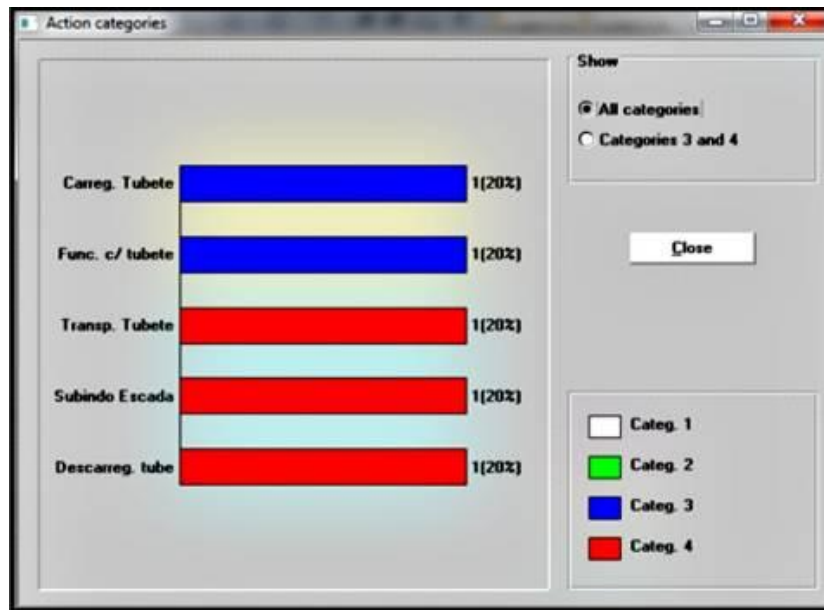 Action categories
Carreg. Tubete 1(20%)
Func. c/ tubete 1(20%)
Transp. Tubete 1(20%)
Subindo Escada 1(20%)
Descarreg. tube 1(20%)
Show
All categories
Categories 3 and 4
Close
Categ. 1
Categ. 2
Categ. 3
Categ. 4